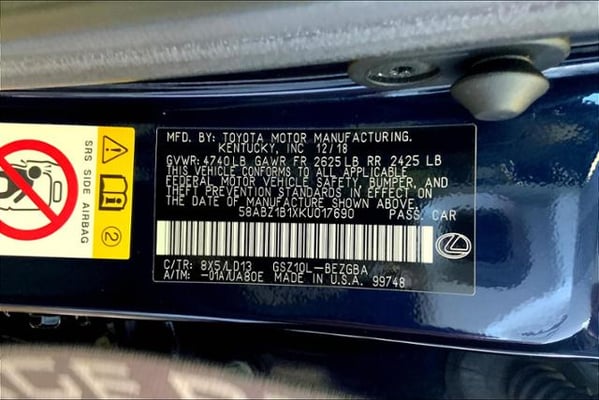 MFD. BY: TOYOTA MOTOR MANUFACTURING.
KENTUCKY, INC 12/18
GVWR: 4740LB GAWR FR 2625LB RR 2425 LB
THIS VEHICLE CONFORMS TO ALL APPLICABLE
FEDERAL MOTOR VEHICLE SAFETY, BUMPER, AND
THEFT PREVENTION STANDARDS IN EFFECT ON
THE DATE OF MANUFACTURE SHOWN ABOVE.
58ABZ1B1XKU017690 PASS. CAR
C/TR: 8X5/LD13 GSZ10L-BEZGBA
A/TM: -01A/UA80E MADE IN U.S.A. 99748
SRS SIDE AIRBAG
2